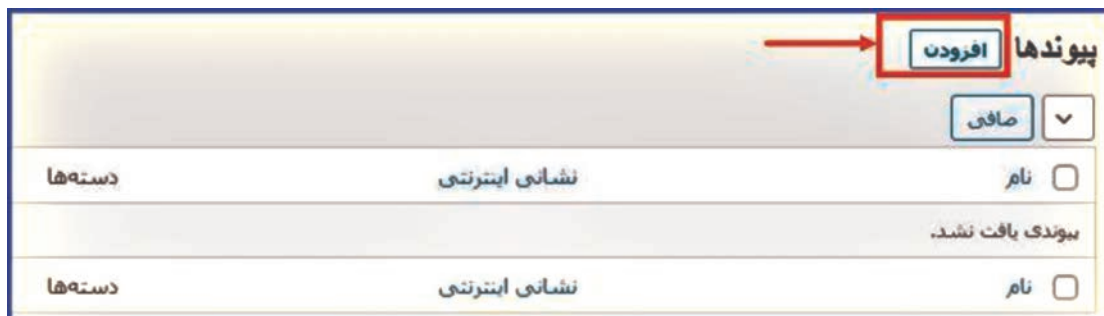 پیوندها افزودن
صافی
نام نشانی اینترنتی دسته‌ها
پیوندی یافت نشد.
نام نشانی اینترنتی دسته‌ها